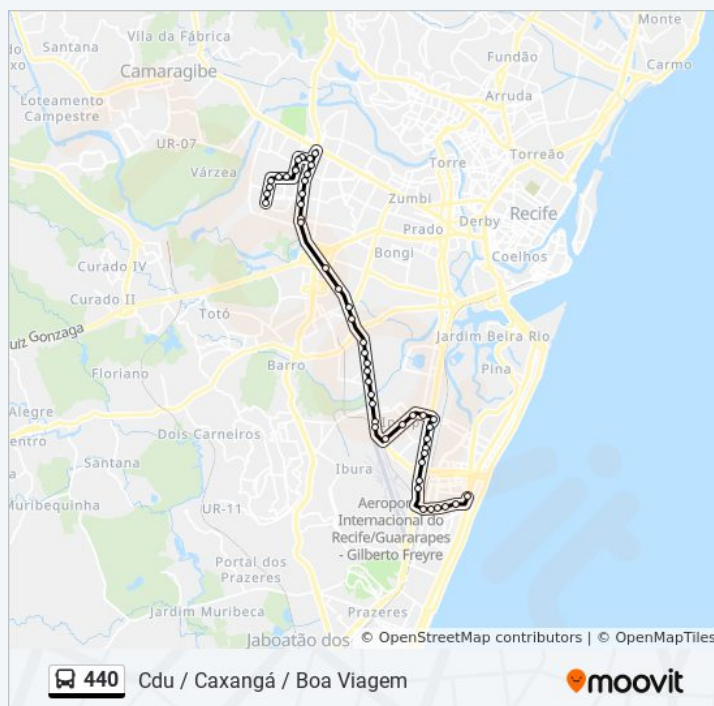 Monte
Vila da Fábrica
Santana
Fundão
Carmo
Camaragibe
Arruda
Loteamento
Campestre
UR-07
Torreão
Torre
Várzea
Zumbi
Recife
Derby
Prado
Curado IV
Bongi
Coelhos
Curado II
Totó
uiz Gonzaga
Jardim Beira Rio
Barro
Pina
Floriano
Alegre
entro
Dois Carneiros
Santana
Ibura
Muribequinha
UR-11
Aeropor
Internacional do
Recife/Guararapes
- Gilberto Freyre
Portal dos
Prazeres
Jardim Muribeca
Prazeres
Jaboatão dos
© OpenStreetMap contributors | © OpenMapTiles
440 Cdu / Caxangá / Boa Viagem
moovit